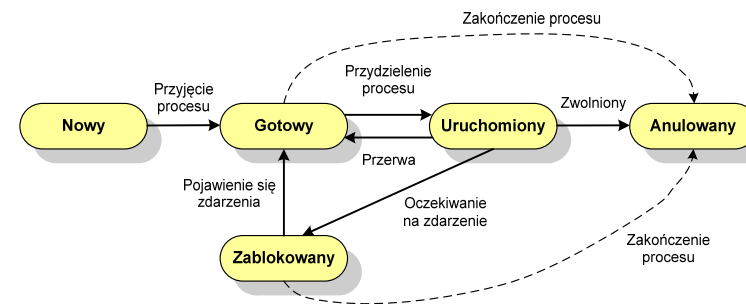 Zakończenie procesu
Przydzielenie
procesu
Przyjęcie
procesu
Zwolniony
Nowy
Gotowy
Uruchomiony
Anulowany
Przerwa
Pojawienie się
zdarzenia
Oczekiwanie
na zdarzenie
Zakończenie
procesu
Zablokowany